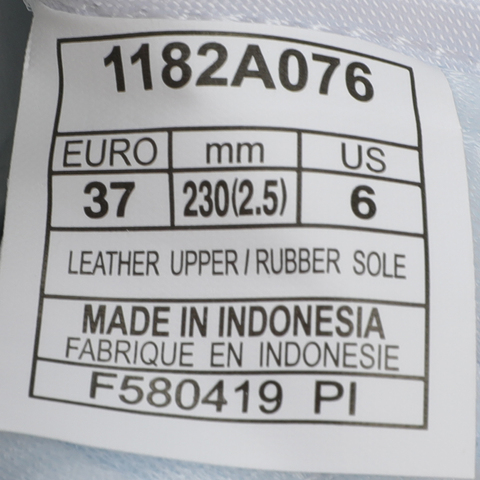 1182A076
EURO mm US
37 230(2.5) 6
LEATHER UPPER / RUBBER SOLE
MADE IN INDONESIA
FABRIQUE EN INDONESIE
F580419 PI